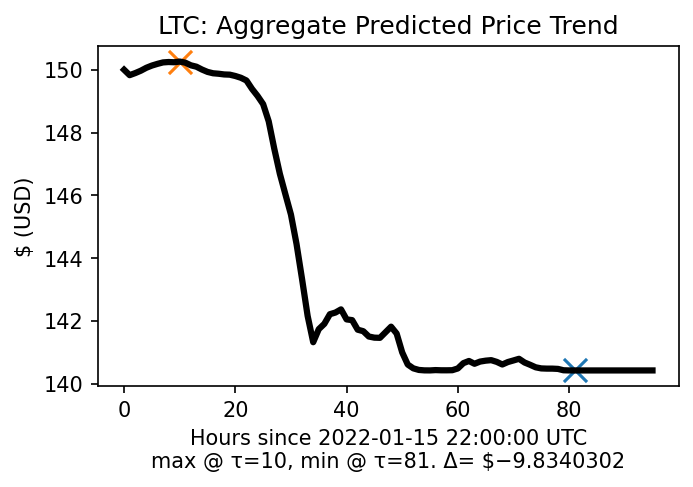 LTC: Aggregate Predicted Price Trend
$ (USD)
150
148
146
144
142
140
0 20 40 60 80
Hours since 2022-01-15 22:00:00 UTC
max @ τ=10, min @ τ=81. Δ= $−9.8340302